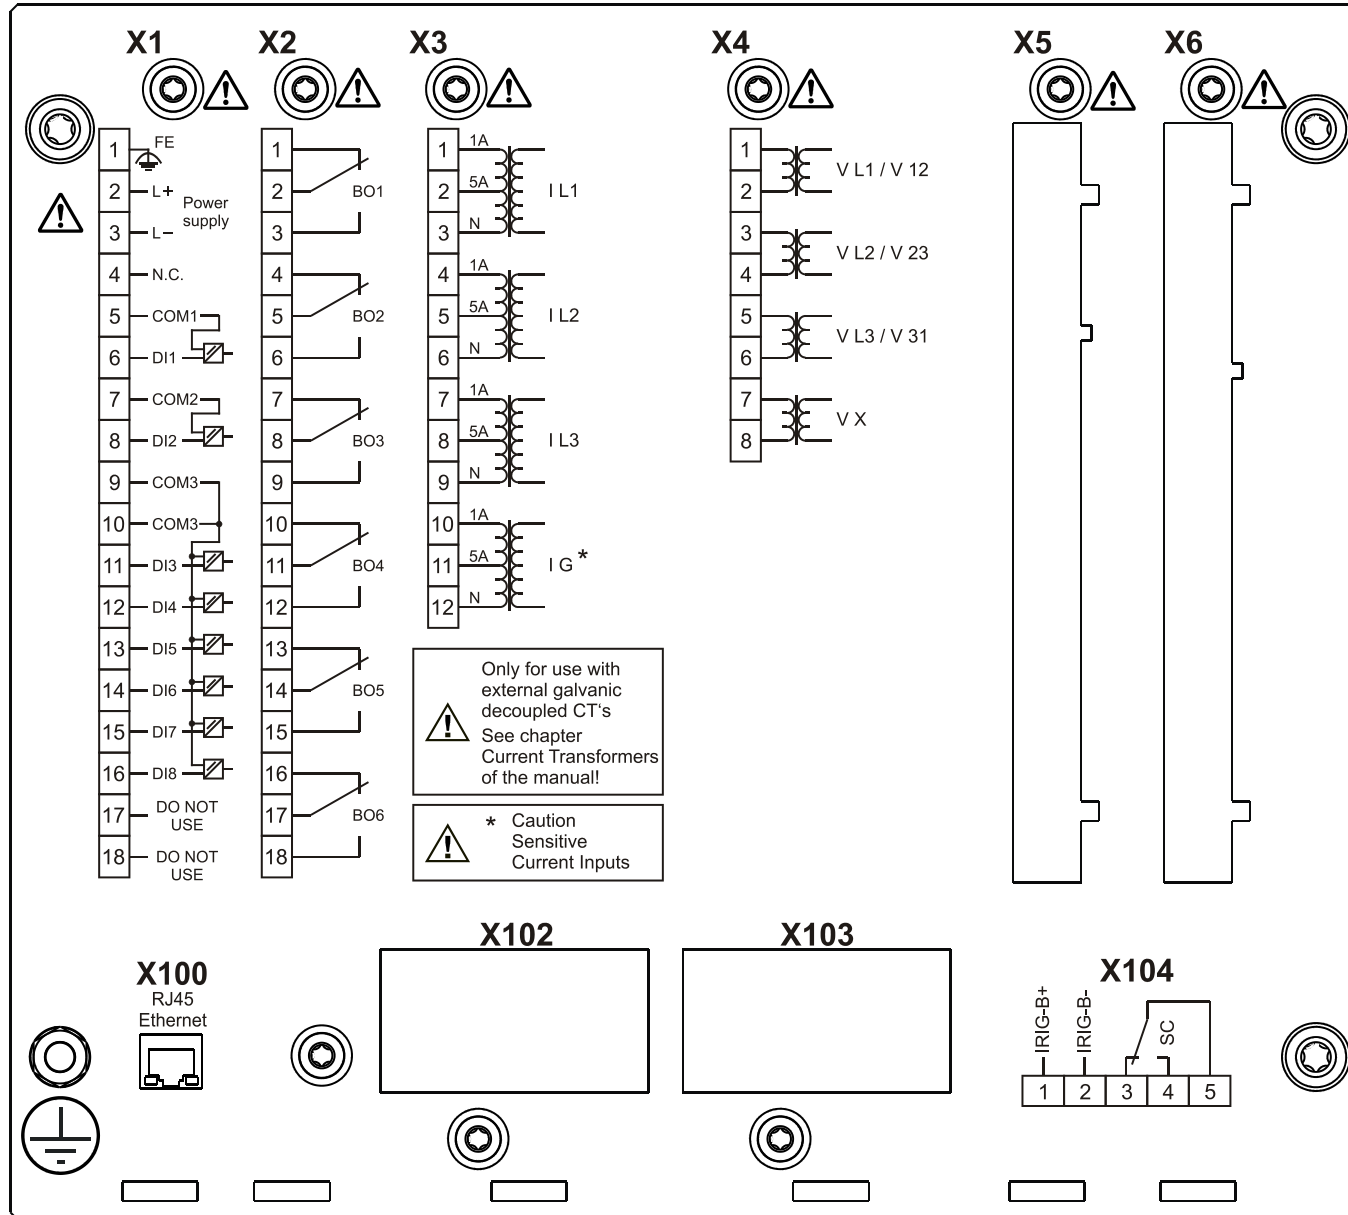 X1
X2
X3
X4
X5
X6
1 FE
2 L+
Power
supply
3 L−
4 N.C.
5 COM1
6 DI1
7 COM2
8 DI2
9 COM3
10 COM3
11 DI3
12 DI4
13 DI5
14 DI6
15 DI7
16 DI8
17 DO NOT
USE
18 DO NOT
USE
1
2 BO1
3
4
5 BO2
6
7
8 BO3
9
10
11 BO4
12
13
14 BO5
15
16
17 BO6
18
1 1A
2 5A I L1
3 N
4 1A
5 5A I L2
6 N
7 1A
8 5A I L3
9 N
10 1A
11 5A I G *
12 N
Only for use with
external galvanic
decoupled CT‘s
See chapter
Current Transformers
of the manual!
* Caution
Sensitive
Current Inputs
1
V L1 / V 12
2
3
V L2 / V 23
4
5
V L3 / V 31
6
7
V X
8
X100
RJ45
Ethernet
X102
X103
X104
IRIG-B+
IRIG-B-
SC
1 2 3 4 5